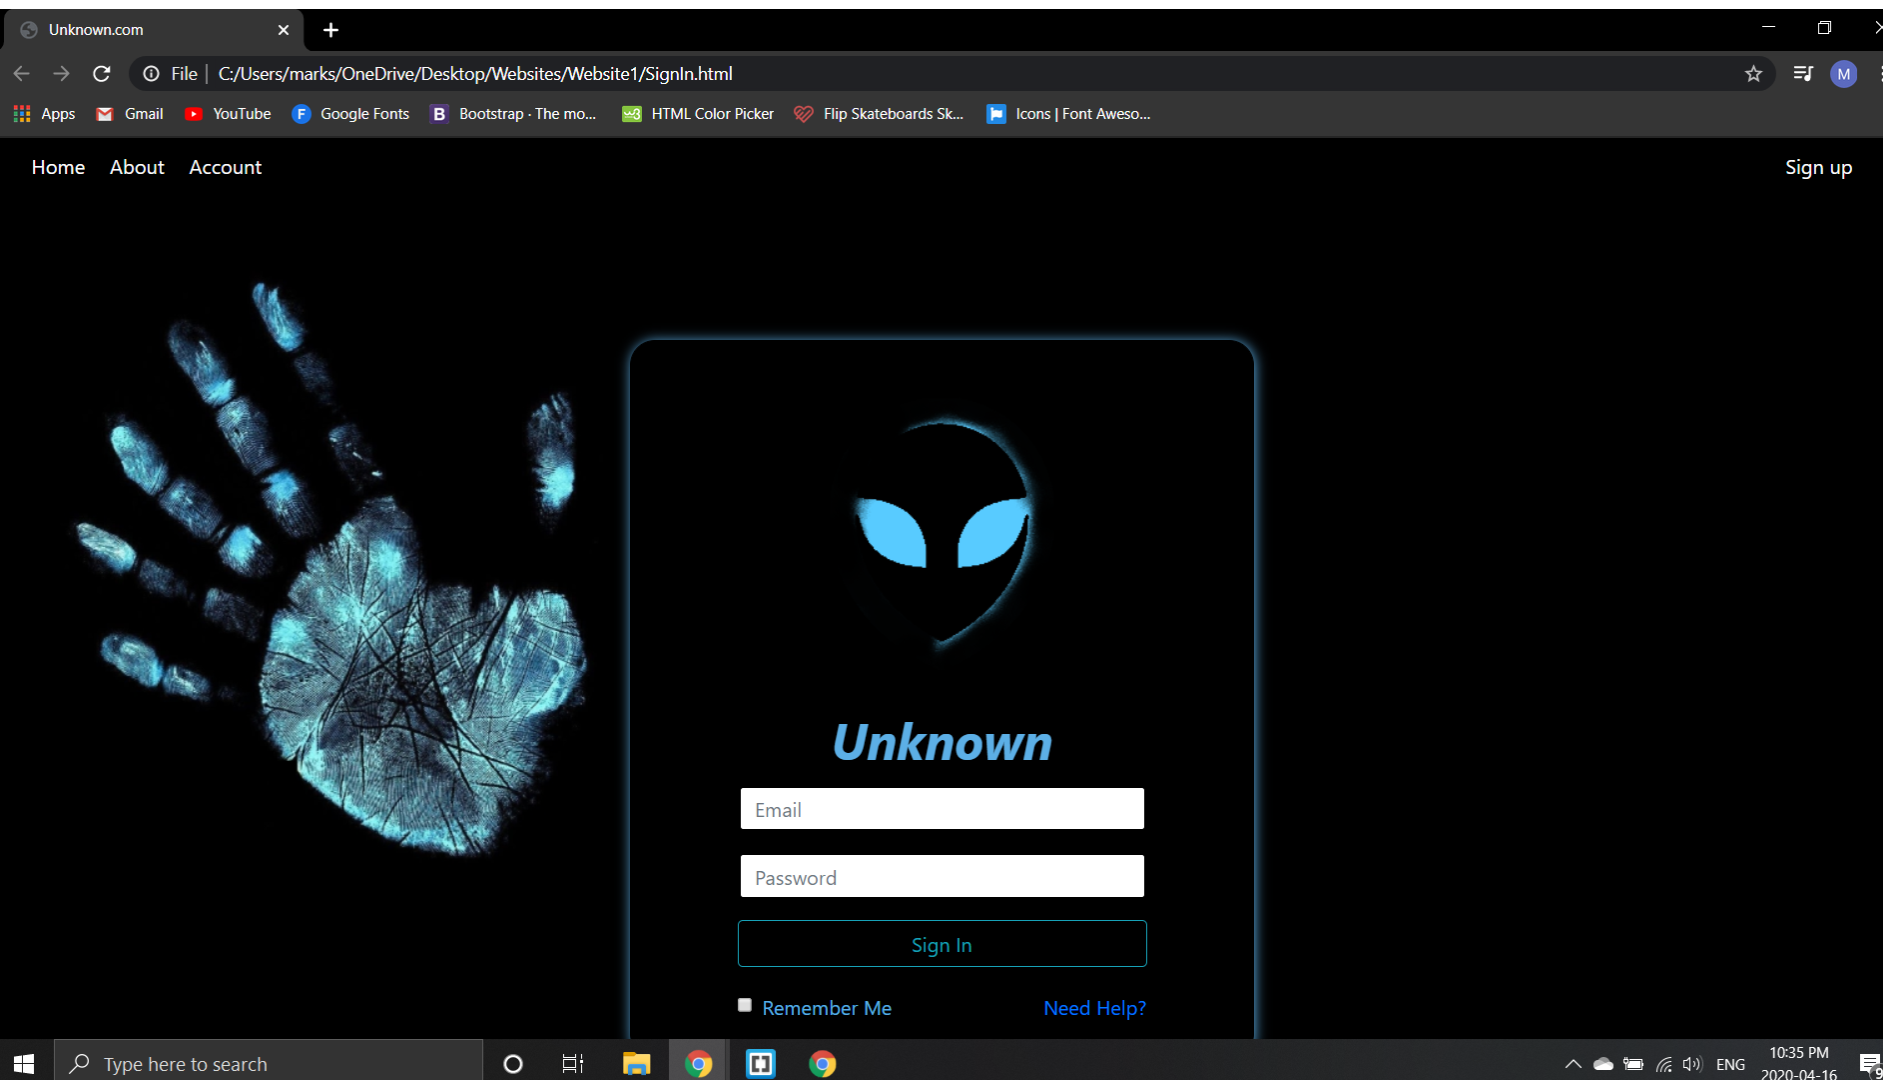 Unknown.com
File | C:/Users/marks/OneDrive/Desktop/Websites/Website1/SignIn.html
M
Apps Gmail YouTube F Google Fonts B Bootstrap · The mo... HTML Color Picker Flip Skateboards Sk... Icons | Font Aweso...
Home About Account Sign up
Unknown
Email
Password
Sign In
Remember Me Need Help?
Type here to search
ENG
10:35 PM
2020-04-16
9